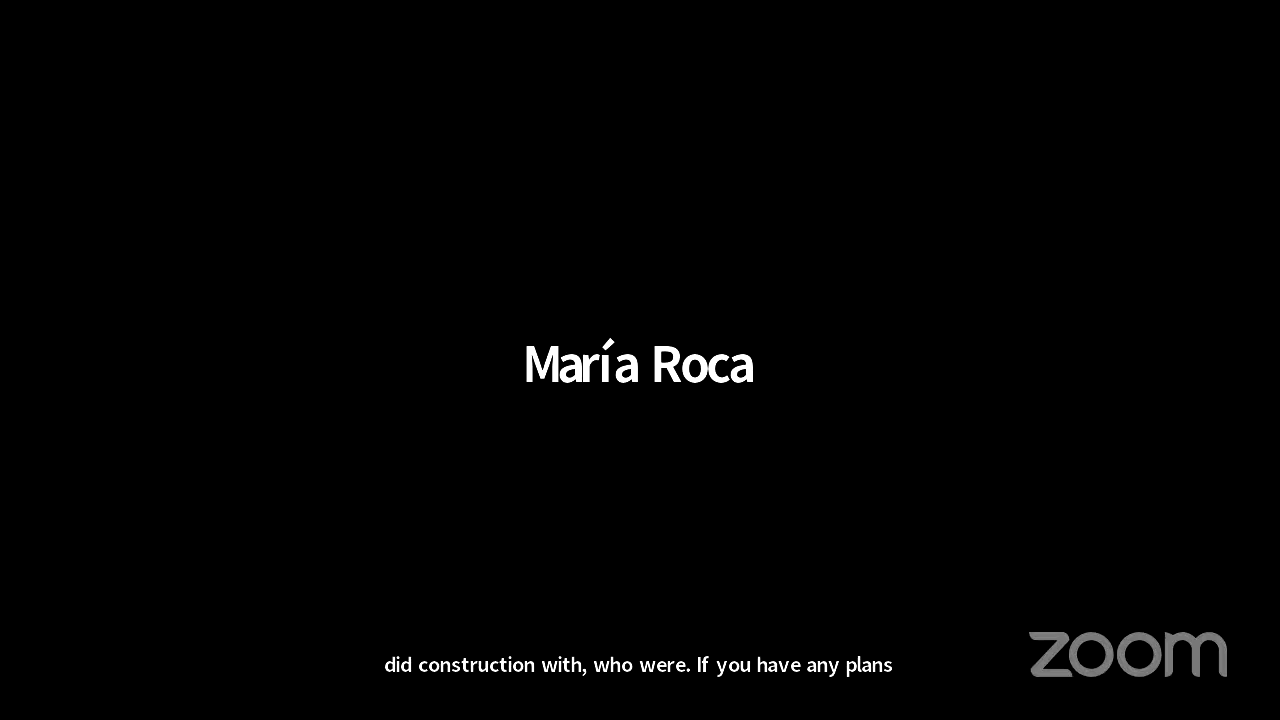 María Roca
did construction with, who were. If you have any plans
zoom